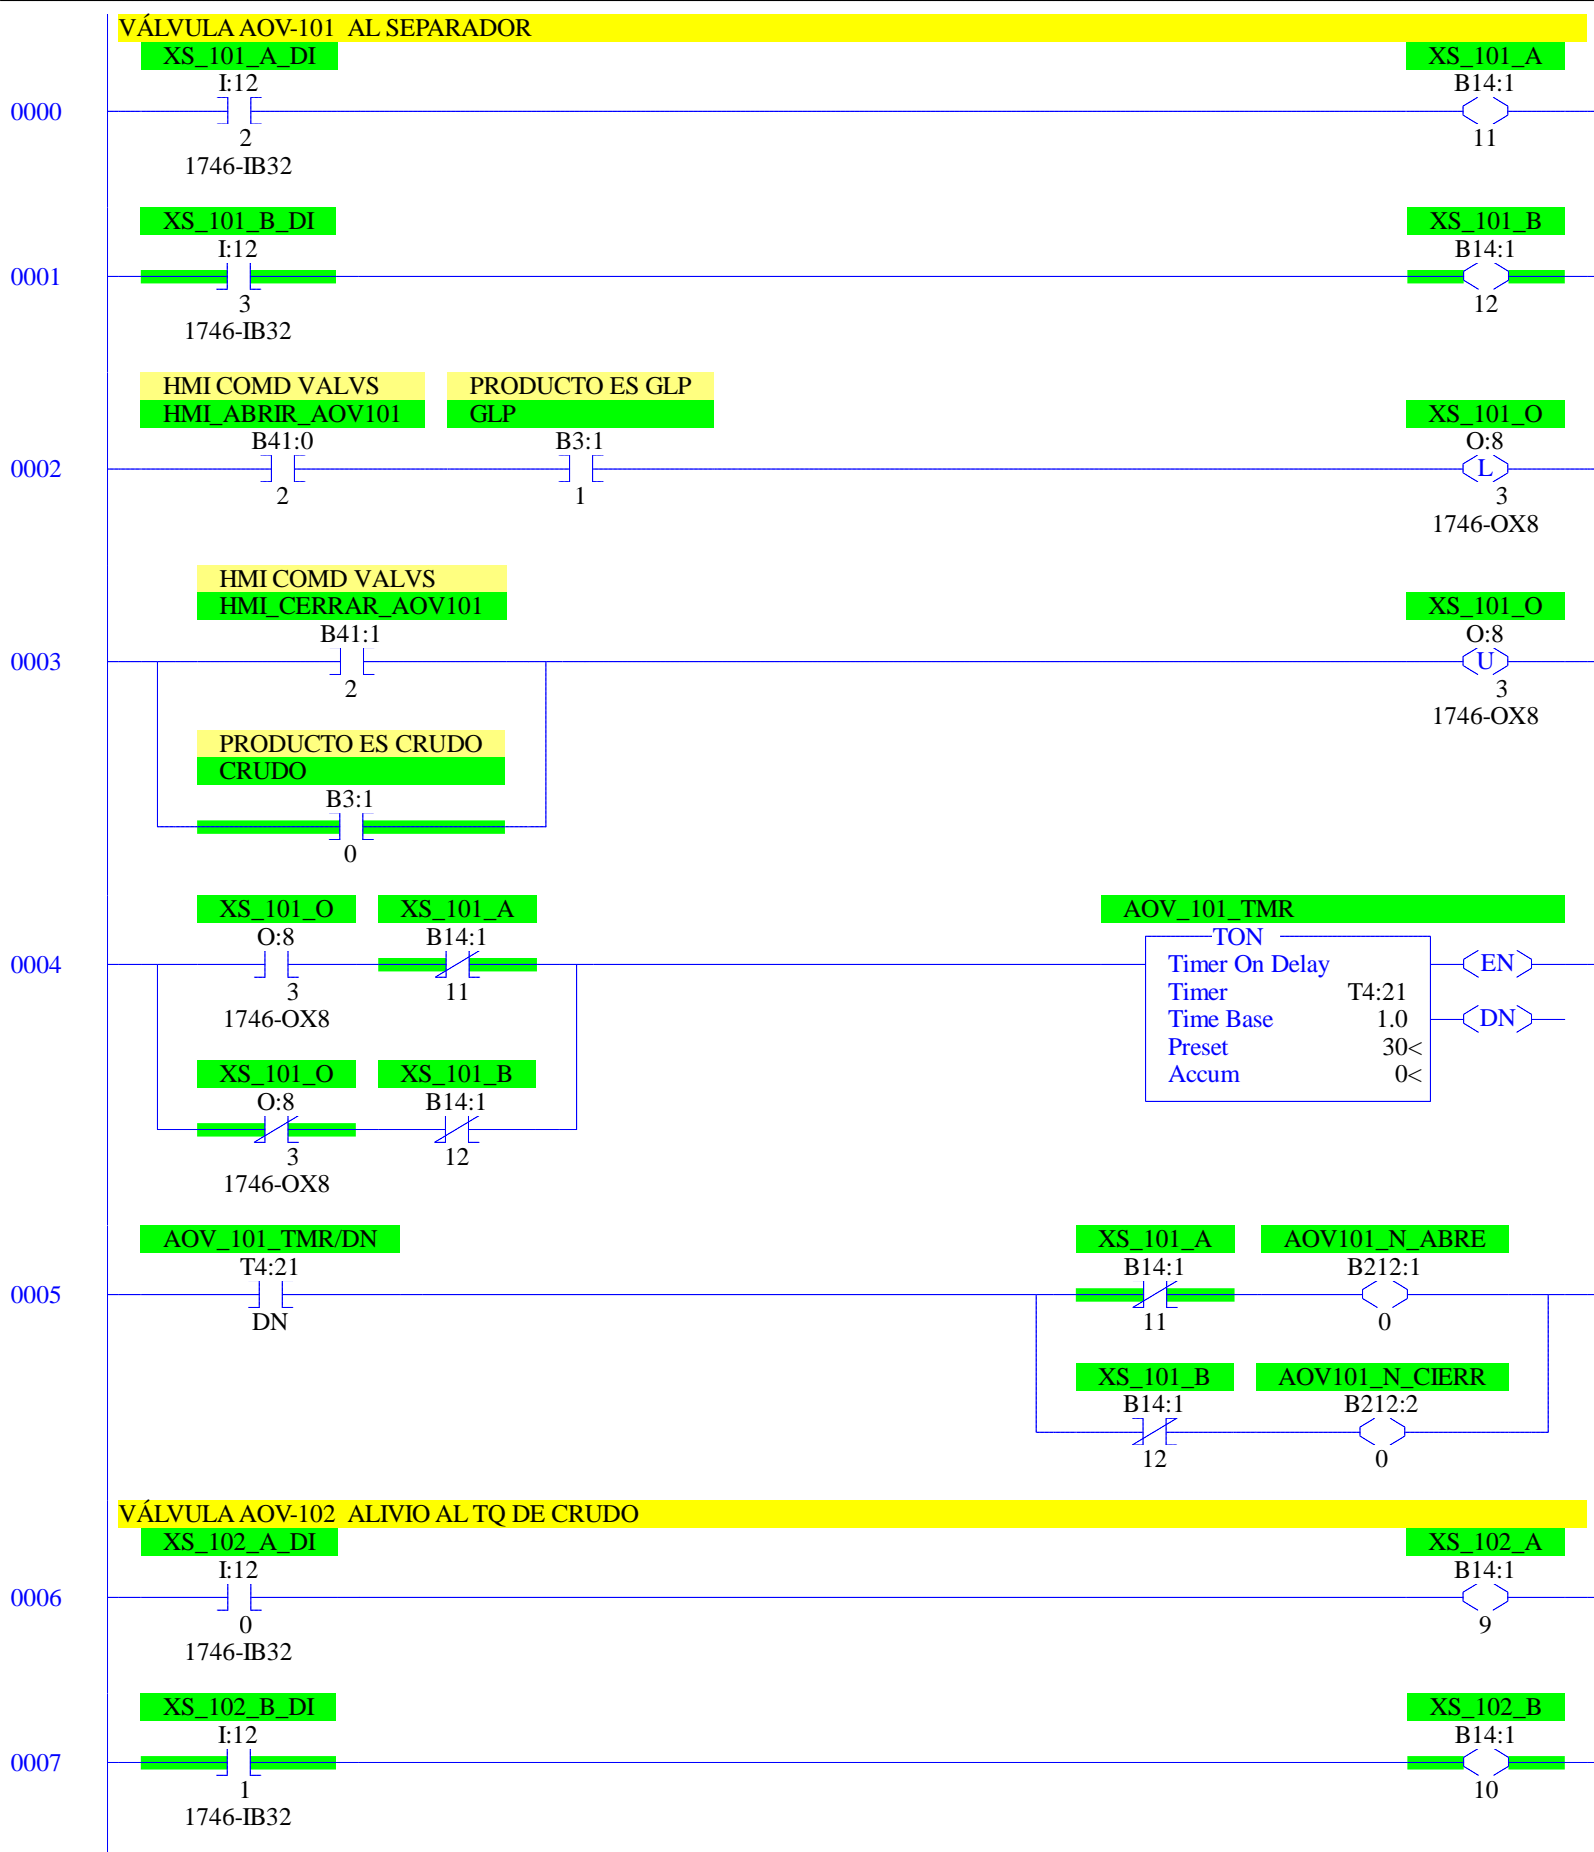 VÁLVULA AOV-101 AL SEPARADOR
XS_101_A_DI XS_101_A
I:12 B14:1
0000
2 11
1746-IB32
XS_101_B_DI XS_101_B
I:12 B14:1
0001
3 12
1746-IB32
HMI COMD VALVS PRODUCTO ES GLP
HMI_ABRIR_AOV101 GLP XS_101_O
B41:0 B3:1 O:8
0002 L
2 1 3
1746-OX8
HMI COMD VALVS
HMI_CERRAR_AOV101 XS_101_O
B41:1 O:8
0003 U
2 3
1746-OX8
PRODUCTO ES CRUDO
CRUDO
B3:1
0
XS_101_O XS_101_A AOV_101_TMR
O:8 B14:1 TON
0004 Timer On Delay EN
3 11 Timer T4:21
1746-OX8 Time Base 1.0 DN
Preset 30<
XS_101_O XS_101_B Accum 0<
O:8 B14:1
3 12
1746-OX8
AOV_101_TMR/DN XS_101_A AOV101_N_ABRE
T4:21 B14:1 B212:1
0005
DN 11 0
XS_101_B AOV101_N_CIERR
B14:1 B212:2
12 0
VÁLVULA AOV-102 ALIVIO AL TQ DE CRUDO
XS_102_A_DI XS_102_A
I:12 B14:1
0006
0 9
1746-IB32
XS_102_B_DI XS_102_B
I:12 B14:1
0007
1 10
1746-IB32